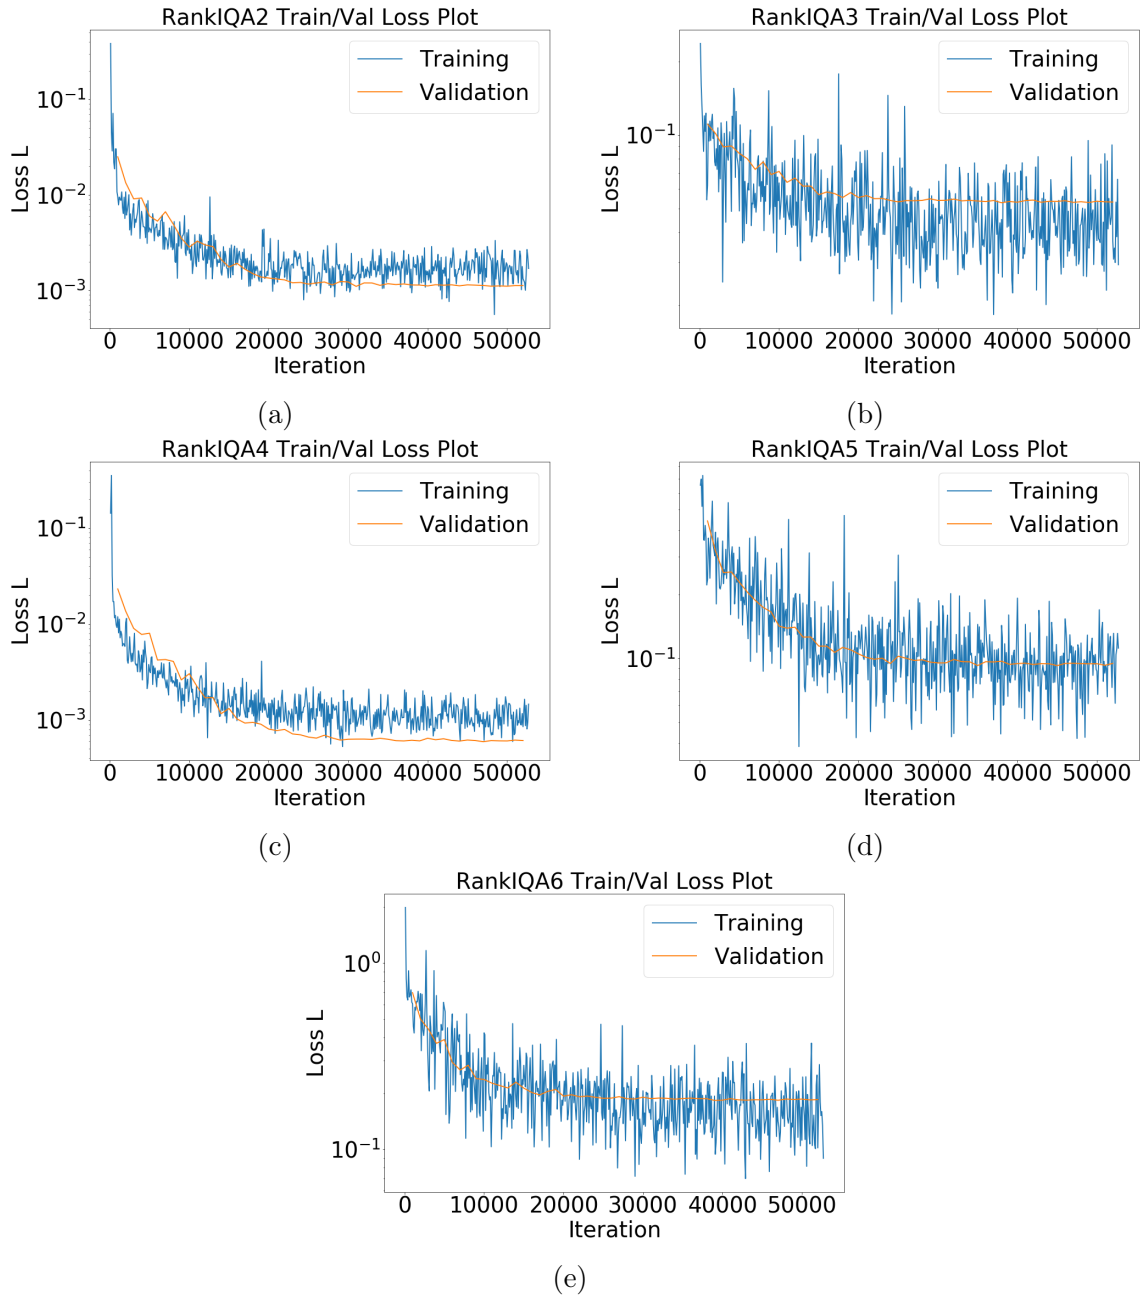 RankIQA2 Train/Val Loss Plot
Loss L
10⁻¹
10⁻²
10⁻³
Training
Validation
0 10000 20000 30000 40000 50000
Iteration
(a)
RankIQA3 Train/Val Loss Plot
Loss L
10⁻¹
Training
Validation
0 10000 20000 30000 40000 50000
Iteration
(b)
RankIQA4 Train/Val Loss Plot
Loss L
10⁻¹
10⁻²
10⁻³
Training
Validation
0 10000 20000 30000 40000 50000
Iteration
(c)
RankIQA5 Train/Val Loss Plot
Loss L
10⁻¹
Training
Validation
0 10000 20000 30000 40000 50000
Iteration
(d)
RankIQA6 Train/Val Loss Plot
Loss L
10⁰
10⁻¹
Training
Validation
0 10000 20000 30000 40000 50000
Iteration
(e)